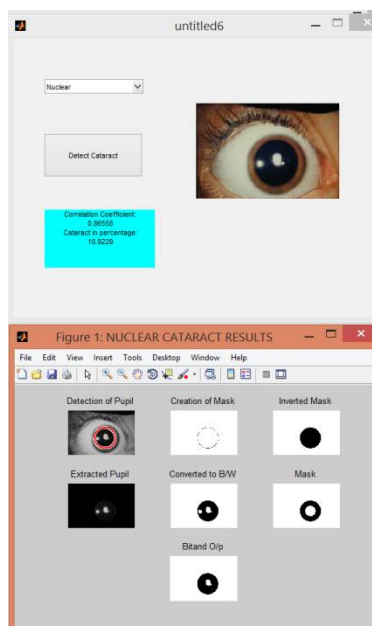 untitled6
Nuclear
Detect Cataract
Correlation Coefficient:
0.86558
Cataract in percentage:
18.9229
Figure 1: NUCLEAR CATARACT RESULTS
File Edit View Insert Tools Desktop Window Help
Detection of Pupil Creation of Mask Inverted Mask
Extracted Pupil Converted to B/W Mask
Bitand O/p